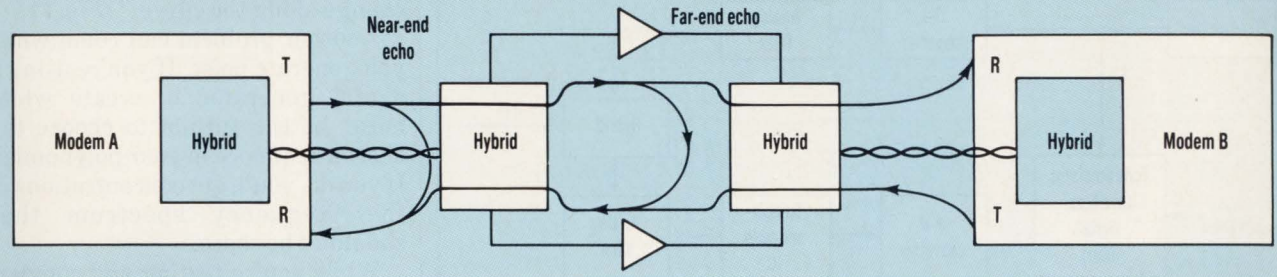 Near-end
echo
Far-end echo
T
R
Modem A
Hybrid
Hybrid
Hybrid
Hybrid
Modem B
R
T